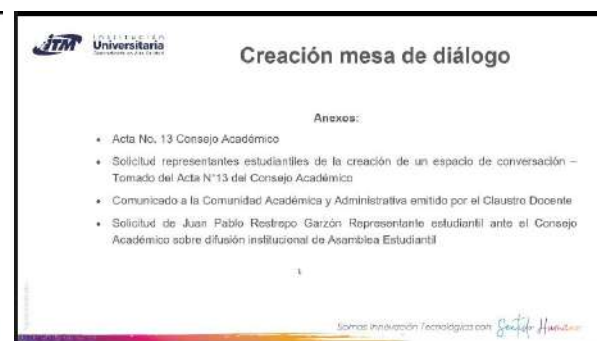 iTM
INSTITUCIÓN
Universitaria
Creación mesa de diálogo
Anexos:
• Acta No. 13 Consejo Académico
• Solicitud representantes estudiantiles de la creación de un espacio de conversación –
Tomado del Acta N°13 del Consejo Académico
• Comunicado a la Comunidad Académica y Administrativa emitido por el Claustro Docente
• Solicitud de Juan Pablo Restrepo Garzón Representante estudiantil ante el Consejo
Académico sobre difusión institucional de Asamblea Estudiantil
Somos Innovación Tecnológica con Sentido Humano